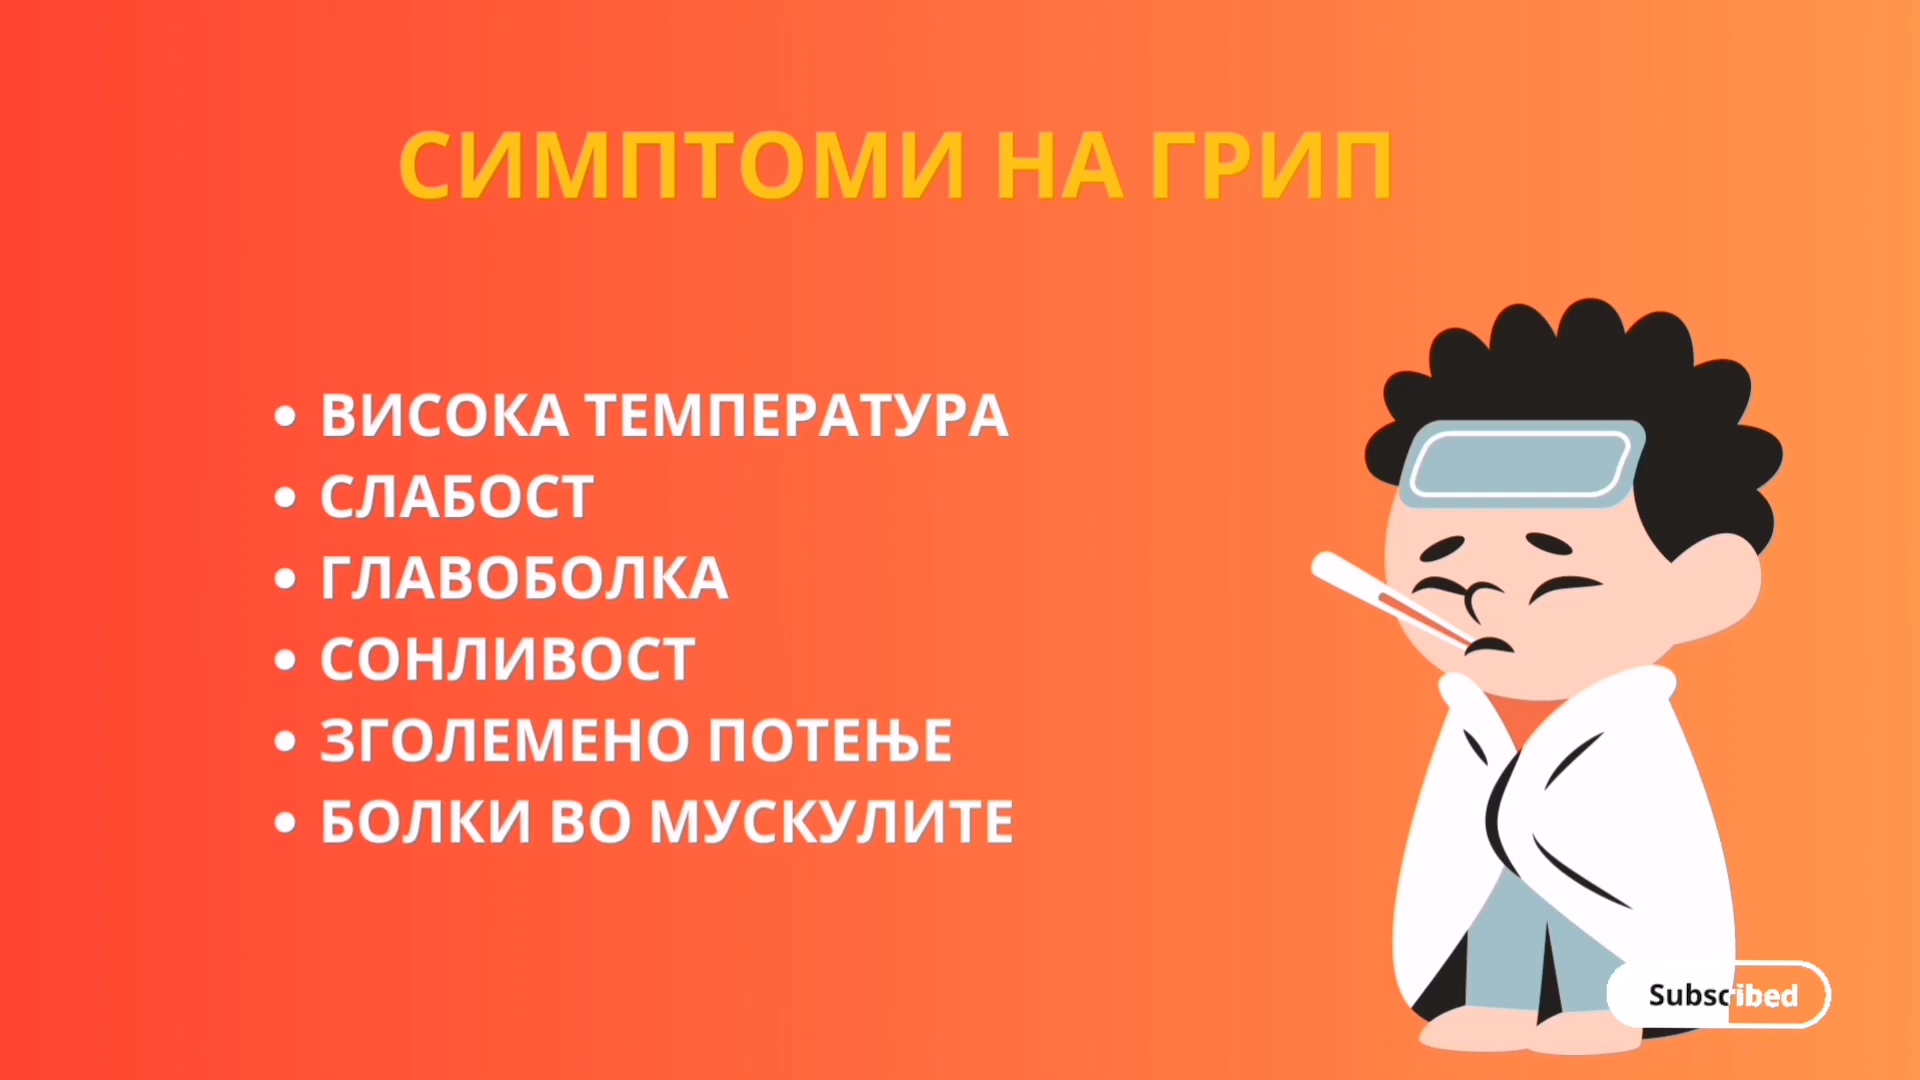 СИМПТОМИ НА ГРИП
• ВИСОКА ТЕМПЕРАТУРА
• СЛАБОСТ
• ГЛАВОБОЛКА
• СОНЛИВОСТ
• ЗГОЛЕМЕНО ПОТЕЊЕ
• БОЛКИ ВО МУСКУЛИТЕ
Subscribed